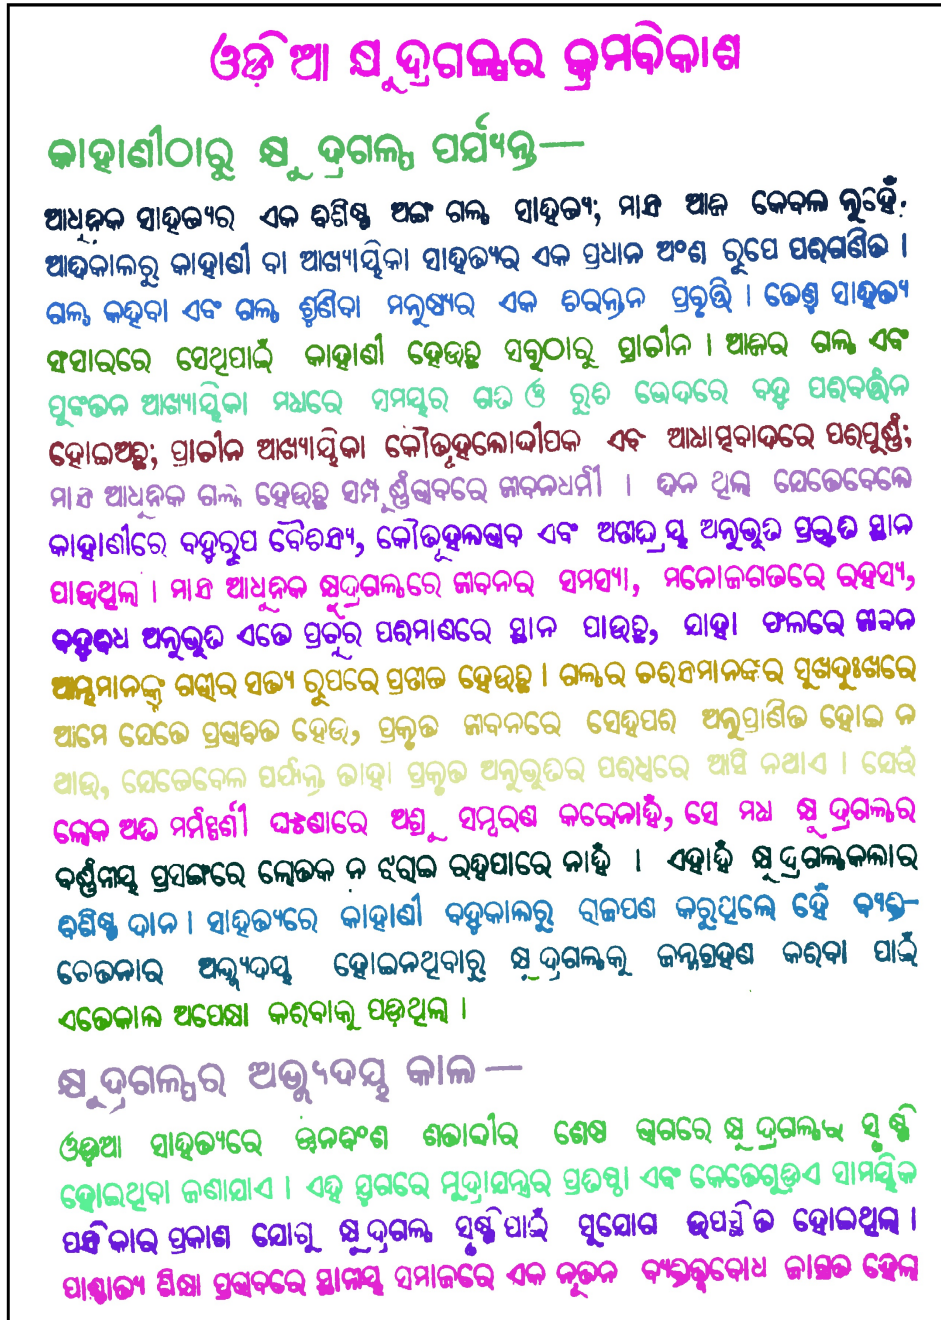 ଓଡ଼ିଆ କ୍ଷୁଦ୍ରଗଳ୍ପର କ୍ରମବିକାଶ
କାହାଣୀଠାରୁ କ୍ଷୁଦ୍ରଗଳ୍ପ ପର୍ଯ୍ୟନ୍ତ—
ଆଧୁନିକ ସାହିତ୍ୟର ଏକ ବିଶିଷ୍ଟ ଅଙ୍ଗ ଗଳ୍ପ ସାହିତ୍ୟ; ମାତ୍ର ଆଜି କେବଳ ନୁହେଁ.
ଆଦିକାଳରୁ କାହାଣୀ ବା ଆଖ୍ୟାୟିକା ସାହିତ୍ୟର ଏକ ପ୍ରଧାନ ଅଂଶ ରୂପେ ପରିଗଣିତ ।
ଗଳ୍ପ କହିବା ଏବଂ ଗଳ୍ପ ଶୁଣିବା ମନୁଷ୍ୟର ଏକ ଚିରନ୍ତନ ପ୍ରବୃତ୍ତି । ତେଣୁ ସାହିତ୍ୟ
ସଂସାରରେ ସେଥିପାଇଁ କାହାଣୀ ହେଉଛି ସବୁଠାରୁ ପ୍ରାଚୀନ । ଆଜିର ଗଳ୍ପ ଏବଂ
ପୁରାତନ ଆଖ୍ୟାୟିକା ମଧ୍ୟରେ ସମୟର ଗତି ଓ ରୁଚି ଭେଦରେ ବହୁ ପରିବର୍ତ୍ତନ
ହୋଇଅଛି; ପ୍ରାଚୀନ ଆଖ୍ୟାୟିକା କୌତୂହଳୋଦ୍ଦୀପକ ଏବଂ ଆଧ୍ୟାତ୍ମବାଦରେ ପରିପୂର୍ଣ୍ଣ;
ମାତ୍ର ଆଧୁନିକ ଗଳ୍ପ ହେଉଛି ସମ୍ପୂର୍ଣ୍ଣଭାବରେ ଜୀବନଧର୍ମୀ । ଦିନ ଥିଲା ଯେତେବେଳେ
କାହାଣୀରେ ବହୁରୂପ ବୈଚିତ୍ର୍ୟ, କୌତୂହଳଭାବ ଏବଂ ଅତୀନ୍ଦ୍ରିୟ ଅନୁଭୂତି ପ୍ରଭୃତି ସ୍ଥାନ
ପାଉଥିଲା । ମାତ୍ର ଆଧୁନିକ କ୍ଷୁଦ୍ରଗଳ୍ପରେ ଜୀବନର ସମସ୍ୟା, ମନୋଜଗତରେ ରହସ୍ୟ,
ବହୁବିଧ ଅନୁଭୂତି ଏତେ ପ୍ରଚୁର ପରିମାଣରେ ସ୍ଥାନ ପାଉଛି, ଯାହା ଫଳରେ ଜୀବନ
ଆମ୍ଭମାନଙ୍କୁ ଗଭୀର ସତ୍ୟ ରୂପରେ ପ୍ରତୀତ ହେଉଛି । ଗଳ୍ପର ଚରିତ୍ରମାନଙ୍କର ସୁଖଦୁଃଖରେ
ଆମେ ଯେତେ ପ୍ରଭାବିତ ହେଉ, ପ୍ରକୃତ ଜୀବନରେ ସେହିପରି ଅନୁପ୍ରାଣିତ ହୋଇ ନ
ଥାଉ, ଯେତେବେଳ ପର୍ଯ୍ୟନ୍ତ ତାହା ପ୍ରକୃତ ଅନୁଭୂତିର ପରିଧିରେ ଆସି ନଥାଏ । ଯେଉଁ
ଲୋକ ଅତି ମର୍ମସ୍ପର୍ଶୀ ଘଟଣାରେ ଅଶ୍ରୁ ସମ୍ବରଣ କରେନାହିଁ, ସେ ମଧ୍ୟ କ୍ଷୁଦ୍ରଗଳ୍ପର
ବର୍ଣ୍ଣନୀୟ ପ୍ରସଙ୍ଗରେ ଲୋତକ ନ ଝରାଇ ରହିପାରେ ନାହିଁ । ଏହାହିଁ କ୍ଷୁଦ୍ରଗଳ୍ପକଳାର
ବିଶିଷ୍ଟ ଦାନ । ସାହିତ୍ୟରେ କାହାଣୀ ବହୁକାଳରୁ ରାଜପଣ କରୁଥିଲେ ହେଁ ବ୍ୟକ୍ତି-
ଚେତନାର ଅଭ୍ୟୁଦୟ ହୋଇନଥିବାରୁ କ୍ଷୁଦ୍ରଗଳ୍ପକୁ ଜନ୍ମଗ୍ରହଣ କରିବା ପାଇଁ
ଏତେକାଳ ଅପେକ୍ଷା କରିବାକୁ ପଡ଼ିଥିଲା ।
କ୍ଷୁଦ୍ରଗଳ୍ପର ଅଭ୍ୟୁଦୟ କାଳ—
ଓଡ଼ିଆ ସାହିତ୍ୟରେ ଊନବିଂଶ ଶତାବ୍ଦୀର ଶେଷ ଭାଗରେ କ୍ଷୁଦ୍ରଗଳ୍ପର ସୃଷ୍ଟି
ହୋଇଥିବା ଜଣାଯାଏ । ଏହି ଯୁଗରେ ମୁଦ୍ରାଯନ୍ତ୍ରର ପ୍ରତିଷ୍ଠା ଏବଂ କେତେଗୁଡ଼ିଏ ସାମୟିକ
ପତ୍ରିକାର ପ୍ରକାଶ ଯୋଗୁ କ୍ଷୁଦ୍ରଗଳ୍ପ ସୃଷ୍ଟିପାଇଁ ସୁଯୋଗ ଉପସ୍ଥିତ ହୋଇଥିଲା ।
ପାଶ୍ଚାତ୍ୟ ଶିକ୍ଷା ପ୍ରଭାବରେ ସ୍ଥାନୀୟ ସମାଜରେ ଏକ ନୂତନ ବ୍ୟକ୍ତିତ୍ୱବୋଧ ଜାଗ୍ରତ ହେଲା